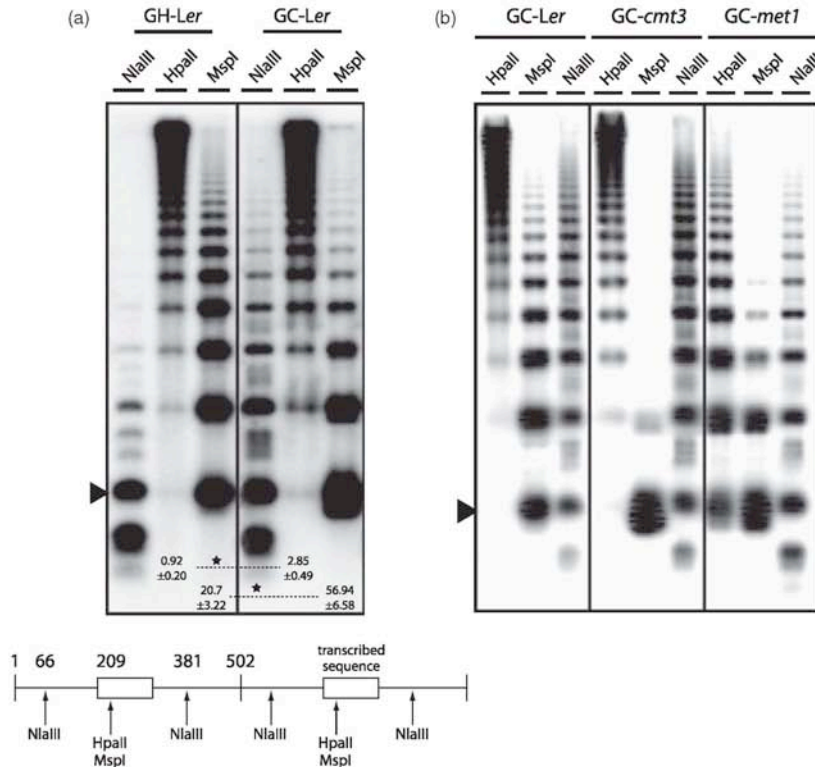 (a)
GH-Ler GC-Ler
NlaIII HpaII MspI NlaIII HpaII MspI
0.92 ±0.20
★
2.85 ±0.49
20.7 ±3.22
★
56.94 ±6.58
(b)
GC-Ler GC-cmt3 GC-met1
HpaII MspI NlaIII HpaII MspI NlaIII HpaII MspI NlaIII
transcribed
sequence
1 66 209 381 502
NlaIII NlaIII NlaIII
HpaII
MspI
HpaII
MspI
NlaIII